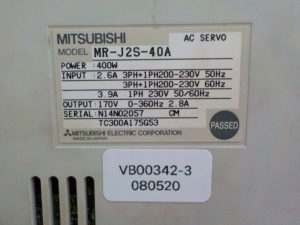 MITSUBISHI
AC SERVO
MODEL MR-J2S-40A
POWER : 400W
INPUT : 2.6A 3PH+1PH200-230V 50Hz
3PH+1PH200-230V 60Hz
3.9A 1PH 230V 50/60Hz
OUTPUT: 170V 0-360Hz 2.8A
SERIAL: N14N02057 CM
TC300A175G53
PASSED
MITSUBISHI ELECTRIC CORPORATION
MADE IN JAPAN
VB00342-3
080520